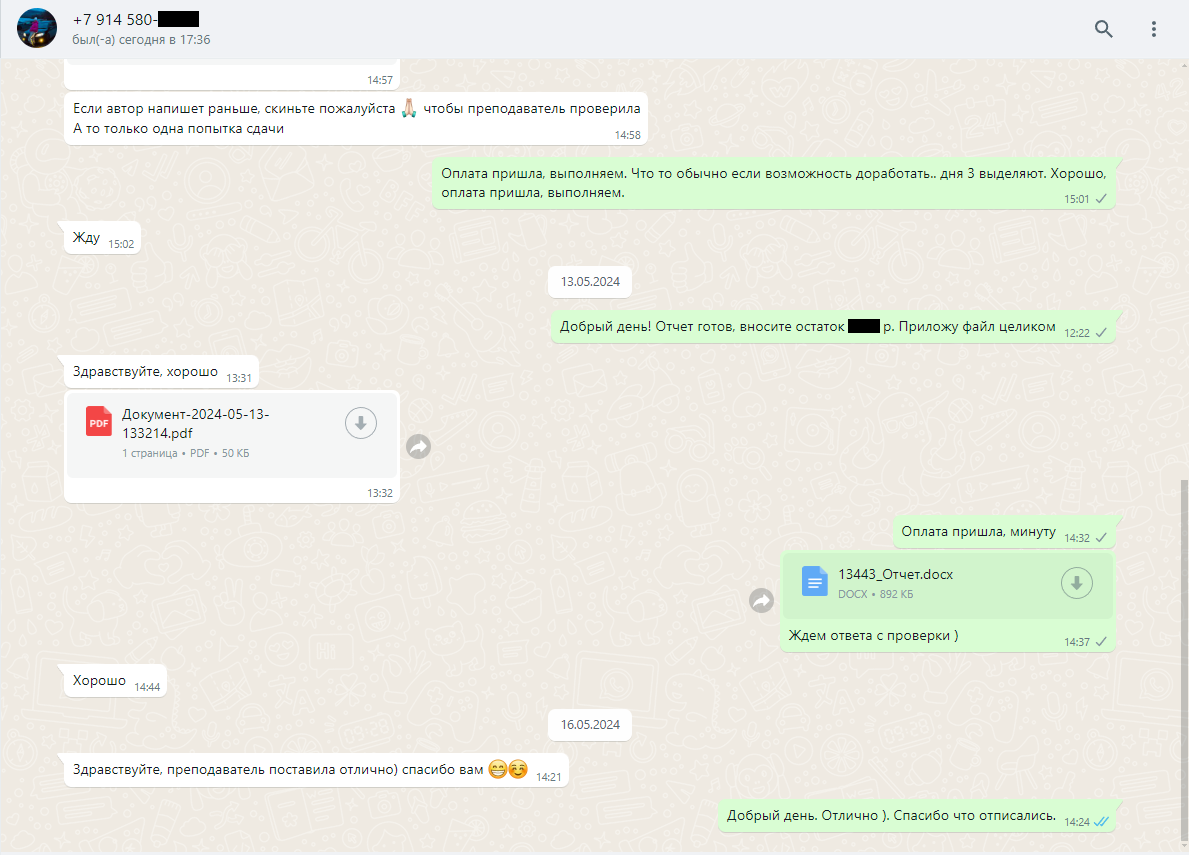 +7 914 580-
был(-а) сегодня в 17:36
14:57
Если автор напишет раньше, скиньте пожалуйста 🙏🏻 чтобы преподаватель проверила
А то только одна попытка сдачи
14:58
Оплата пришла, выполняем. Что то обычно если возможность доработать.. дня 3 выделяют. Хорошо,
оплата пришла, выполняем.
15:01
Жду 15:02
13.05.2024
Добрый день! Отчет готов, вносите остаток р. Приложу файл целиком 12:22
Здравствуйте, хорошо 13:31
PDF
Документ-2024-05-13-
133214.pdf
1 страница • PDF • 50 КБ
13:32
Оплата пришла, минуту 14:32
13443_Отчет.docx
DOCX • 892 КБ
Ждем ответа с проверки ) 14:37
Хорошо 14:44
16.05.2024
Здравствуйте, преподаватель поставила отлично) спасибо вам 😁☺️ 14:21
Добрый день. Отлично ). Спасибо что отписались. 14:24